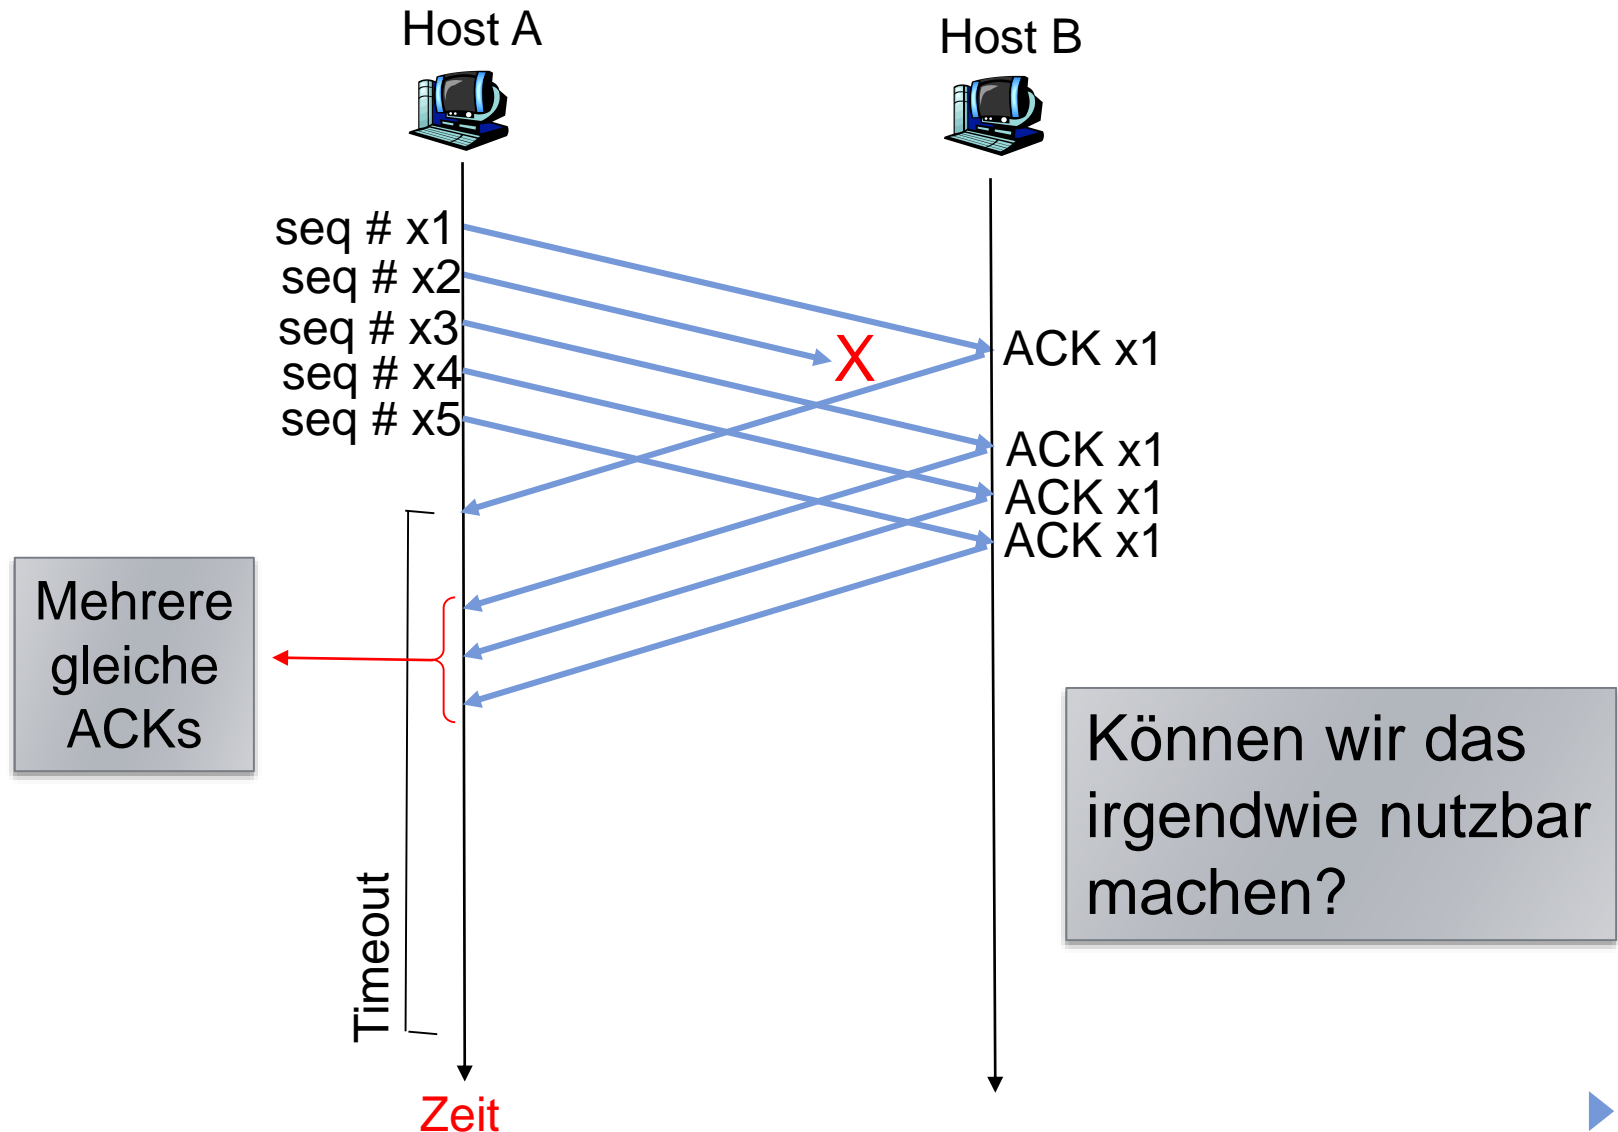 Host A
Host B
seq # x1
seq # x2
seq # x3
seq # x4
seq # x5
X
ACK x1
ACK x1
ACK x1
ACK x1
Mehrere
gleiche
ACKs
Können wir das
irgendwie nutzbar
machen?
Timeout
Zeit